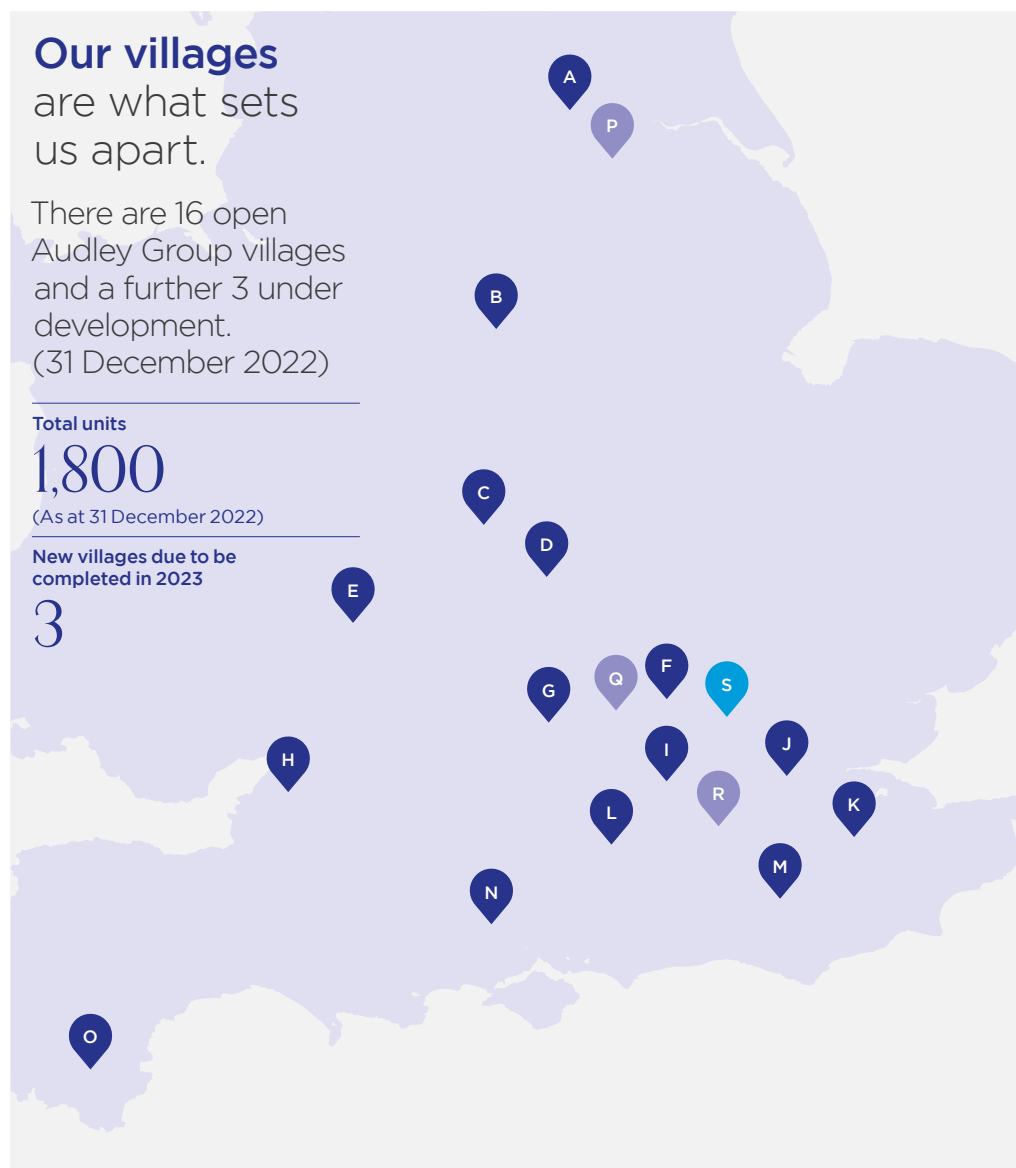 Our villages
are what sets
us apart.
There are 16 open
Audley Group villages
and a further 3 under
development.
(31 December 2022)
Total units
1,800
(As at 31 December 2022)
New villages due to be
completed in 2023
3
A
P
B
C
D
E
F
Q
S
G
J
I
H
R
K
L
M
N
O